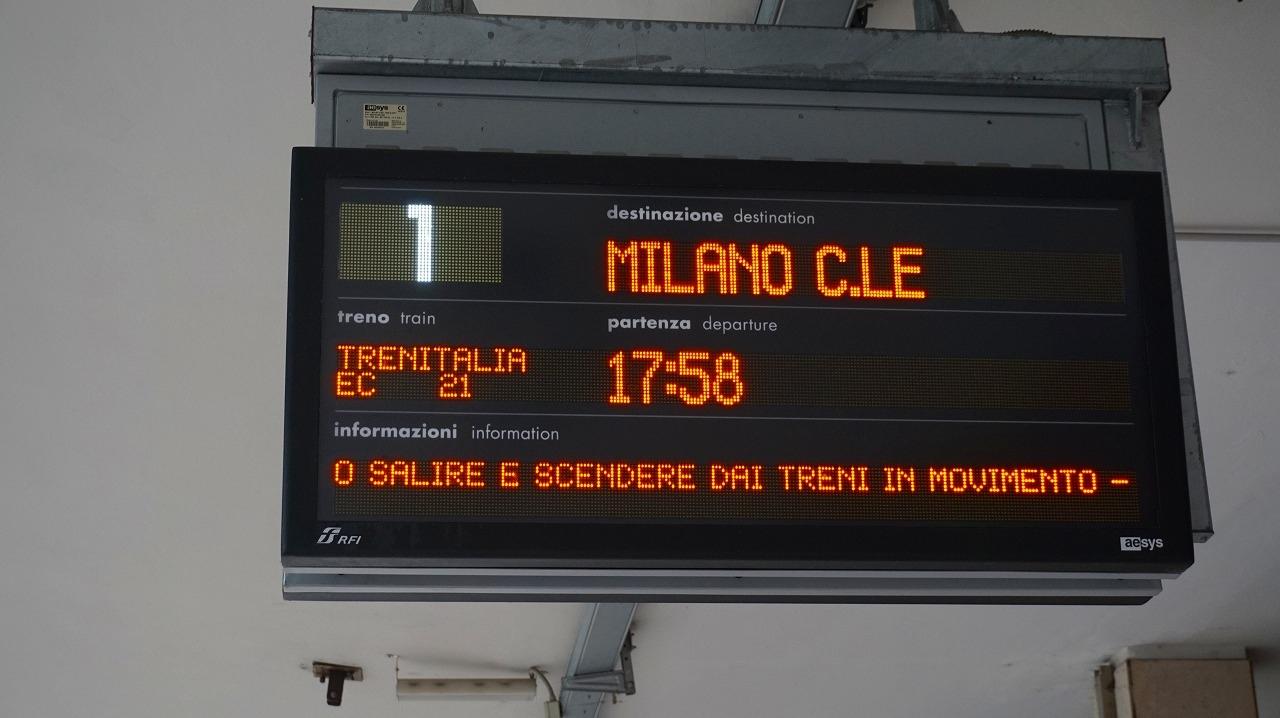 aesys
1
destinazione destination
MILANO C.LE
treno train
partenza departure
TRENITALIA
EC 21
17:58
informazioni information
O SALIRE E SCENDERE DAI TRENI IN MOVIMENTO -
RFI
aesys